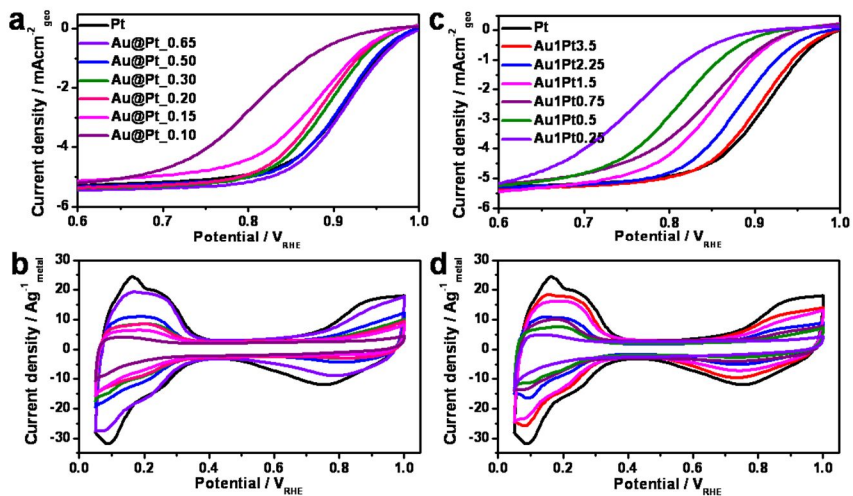 a
Current density / mAcm-2geo
0
-1
-2
-3
-4
-5
-6
Pt
Au@Pt_0.65
Au@Pt_0.50
Au@Pt_0.30
Au@Pt_0.20
Au@Pt_0.15
Au@Pt_0.10
0.6 0.7 0.8 0.9 1.0
Potential / VRHE
c
Current density / mAcm-2geo
0
-1
-2
-3
-4
-5
-6
Pt
Au1Pt3.5
Au1Pt2.25
Au1Pt1.5
Au1Pt0.75
Au1Pt0.5
Au1Pt0.25
0.6 0.7 0.8 0.9 1.0
Potential / VRHE
b
Current density / Ag-1metal
30
20
10
0
-10
-20
-30
0.0 0.2 0.4 0.6 0.8 1.0
Potential / VRHE
d
Current density / Ag-1metal
30
20
10
0
-10
-20
-30
0.0 0.2 0.4 0.6 0.8 1.0
Potential / VRHE